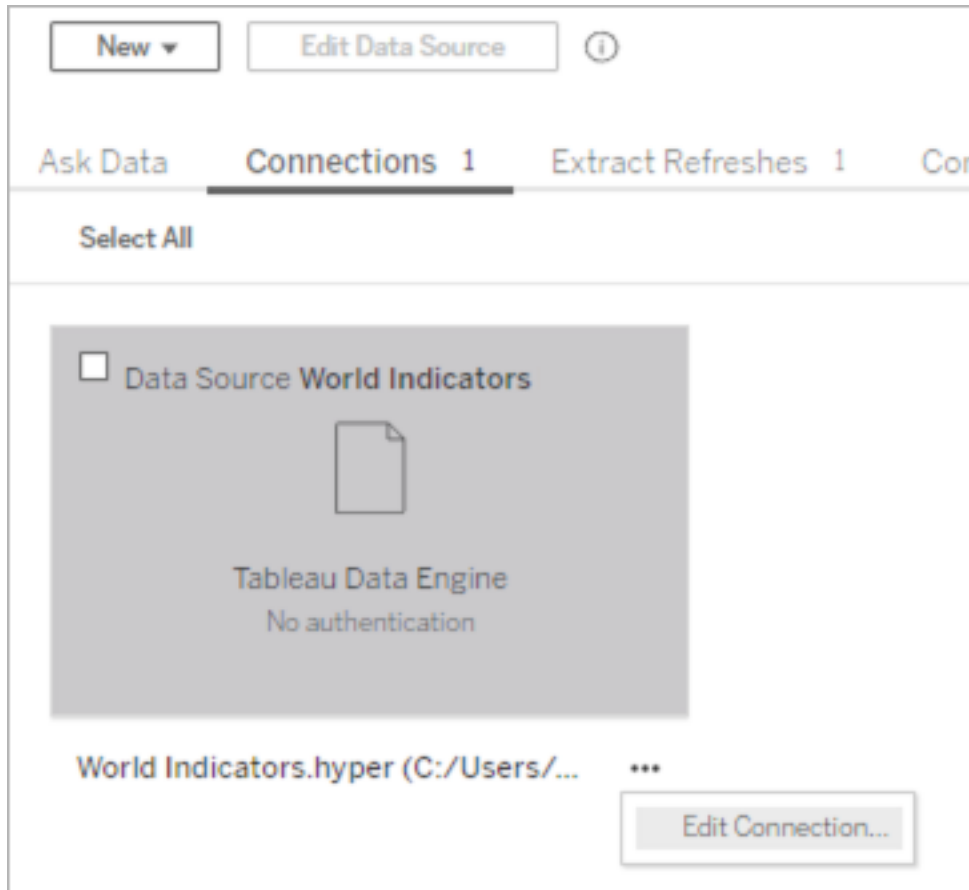 New Edit Data Source
Ask Data Connections 1 Extract Refreshes 1
Select All
Data Source World Indicators
Tableau Data Engine
No authentication
World Indicators.hyper (C:/Users/...
Edit Connection...